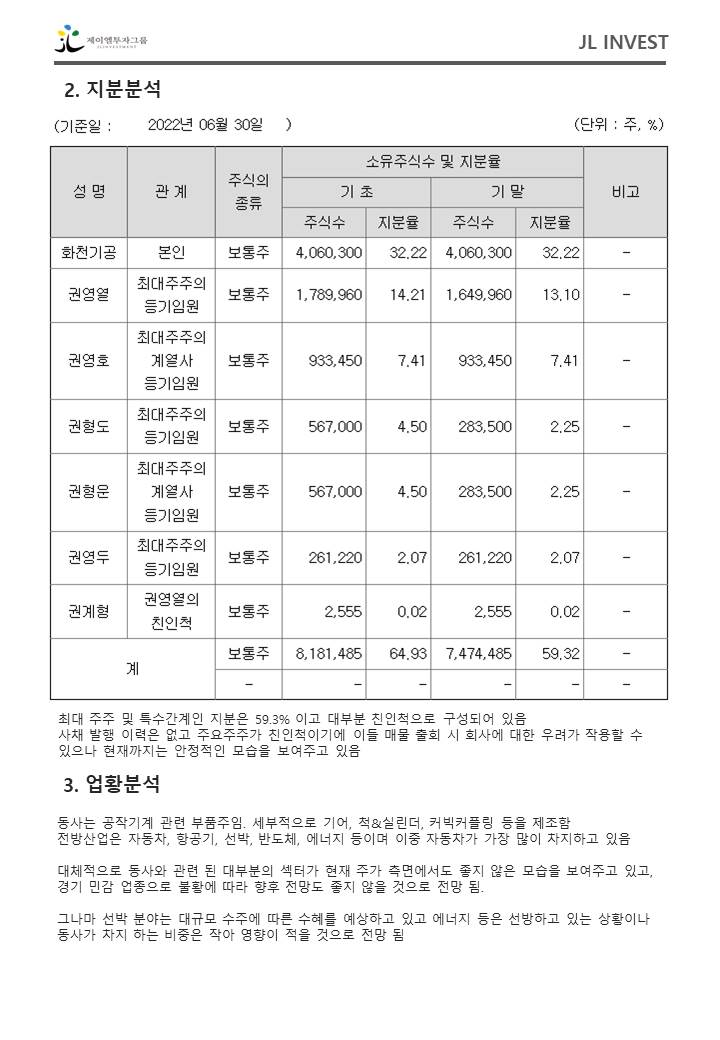 제이엘투자그룹
JLINVESTMENT
JL INVEST
2. 지분분석
(기준일 : 2022년 06월 30일 )
(단위 : 주, %)
성 명 관 계 주식의 종류 소유주식수 및 지분율 비고
기 초 기 말
주식수 지분율 주식수 지분율
화천기공 본인 보통주 4,060,300 32.22 4,060,300 32.22 -
권영열 최대주주의 등기임원 보통주 1,789,960 14.21 1,649,960 13.10 -
권영호 최대주주의 계열사 등기임원 보통주 933,450 7.41 933,450 7.41 -
권형도 최대주주의 등기임원 보통주 567,000 4.50 283,500 2.25 -
권형운 최대주주의 계열사 등기임원 보통주 567,000 4.50 283,500 2.25 -
권영두 최대주주의 등기임원 보통주 261,220 2.07 261,220 2.07 -
권계형 권영열의 친인척 보통주 2,555 0.02 2,555 0.02 -
계 보통주 8,181,485 64.93 7,474,485 59.32 -
- - - - - -
최대 주주 및 특수간계인 지분은 59.3% 이고 대부분 친인척으로 구성되어 있음
사채 발행 이력은 없고 주요주주가 친인척이기에 이들 매물 출회 시 회사에 대한 우려가 작용할 수
있으나 현재까지는 안정적인 모습을 보여주고 있음
3. 업황분석
동사는 공작기계 관련 부품주임. 세부적으로 기어, 척&실린더, 커빅커플링 등을 제조함
전방산업은 자동차, 항공기, 선박, 반도체, 에너지 등이며 이중 자동차가 가장 많이 차지하고 있음
대체적으로 동사와 관련 된 대부분의 섹터가 현재 주가 측면에서도 좋지 않은 모습을 보여주고 있고,
경기 민감 업종으로 불황에 따라 향후 전망도 좋지 않을 것으로 전망 됨.
그나마 선박 분야는 대규모 수주에 따른 수혜를 예상하고 있고 에너지 등은 선방하고 있는 상황이나
동사가 차지 하는 비중은 작아 영향이 적을 것으로 전망 됨